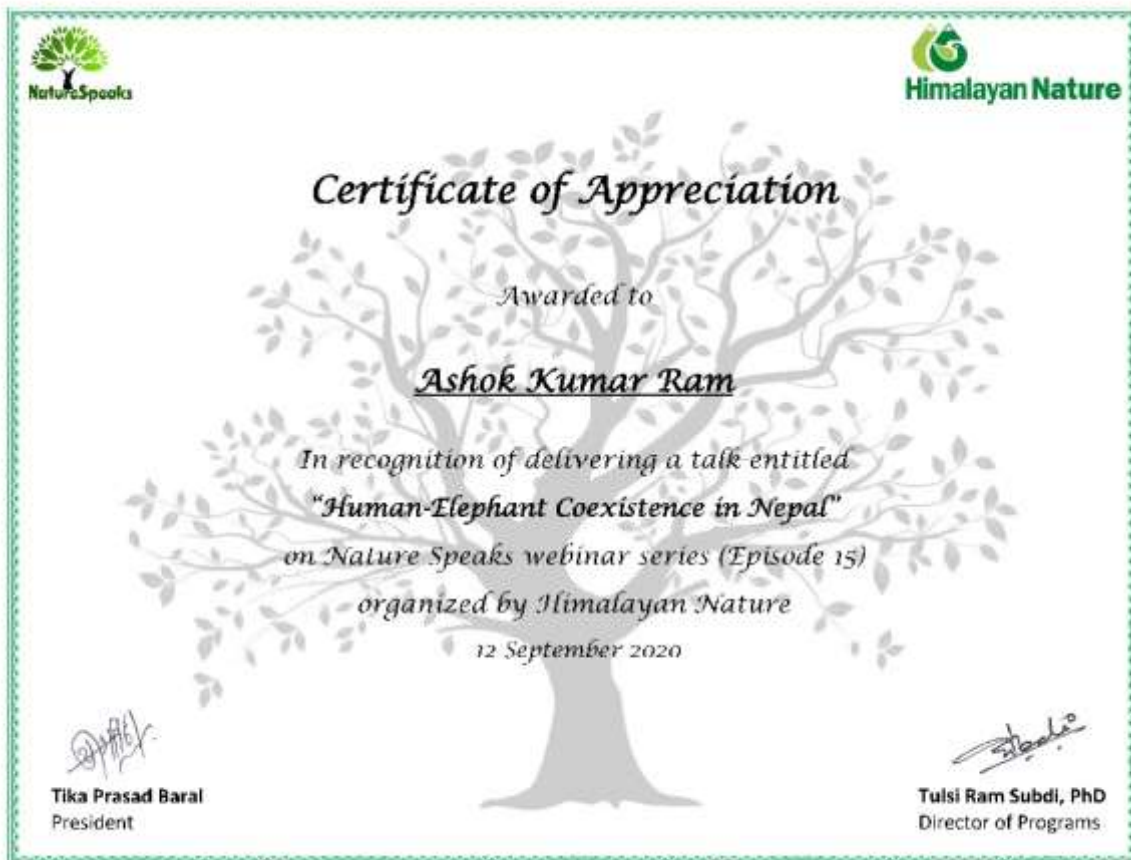 NatureSpeaks
Himalayan Nature
Certificate of Appreciation
Awarded to
Ashok Kumar Ram
In recognition of delivering a talk entitled
"Human-Elephant Coexistence in Nepal"
on Nature Speaks webinar series (Episode 15)
organized by Himalayan Nature
12 September 2020
Tika Prasad Baral
President
Tulsi Ram Subdi, PhD
Director of Programs